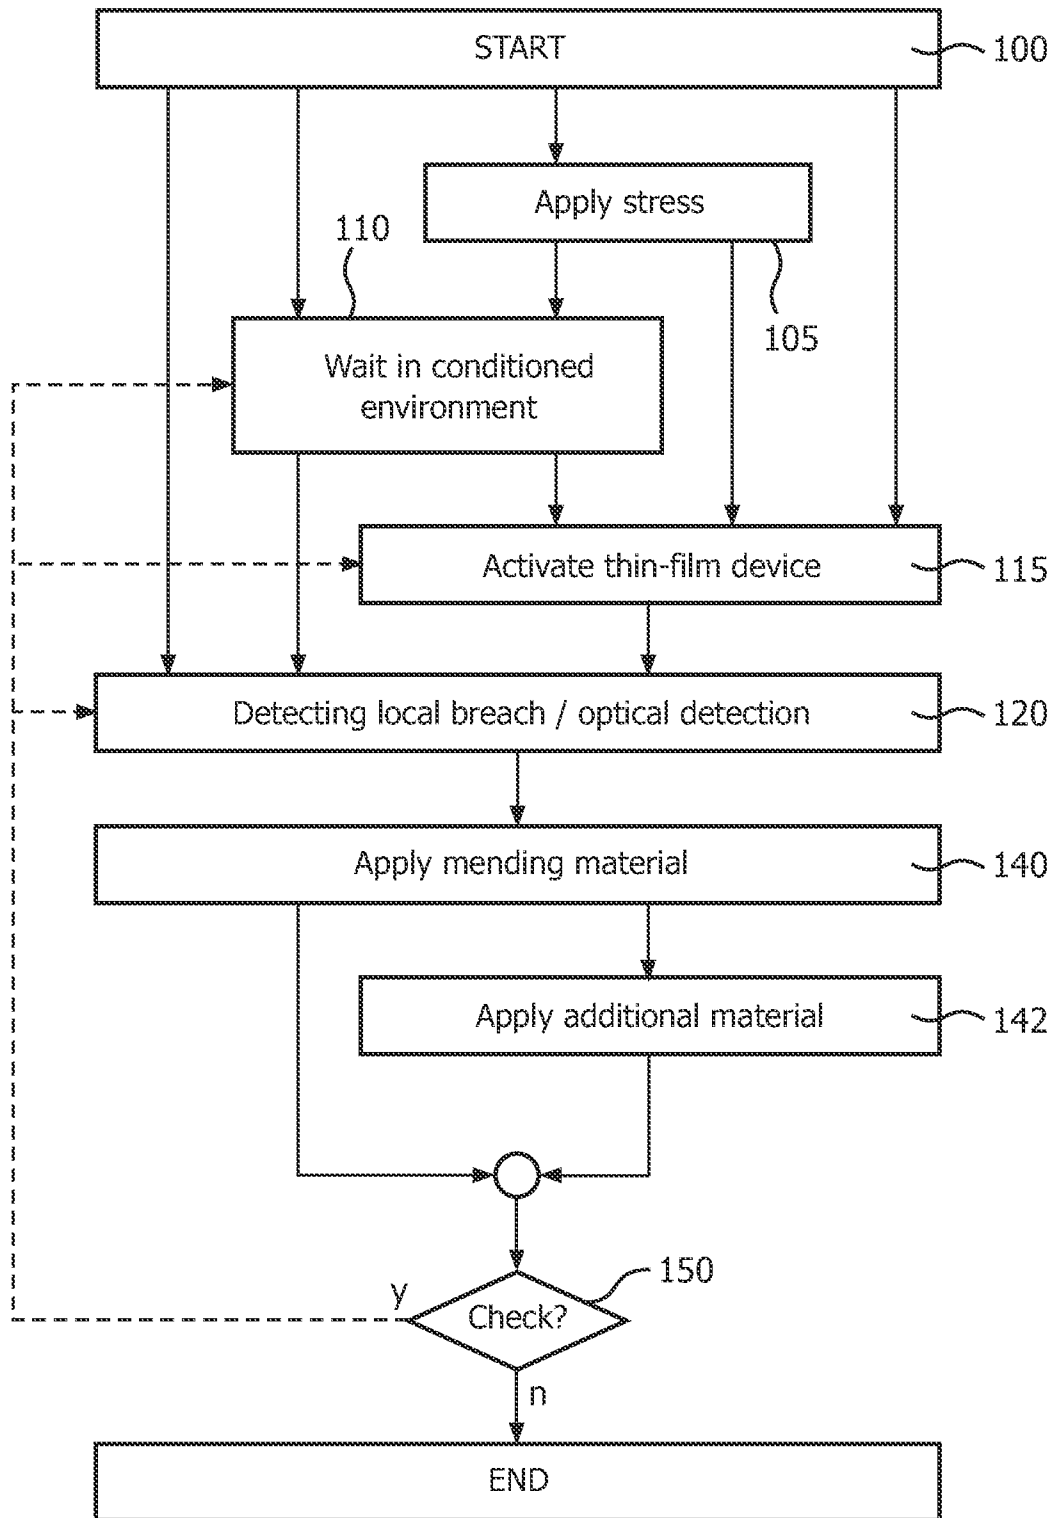 START
100
Apply stress
110
105
Wait in conditioned
environment
Activate thin-film device
115
Detecting local breach / optical detection
120
Apply mending material
140
Apply additional material
142
150
y
Check?
n
END